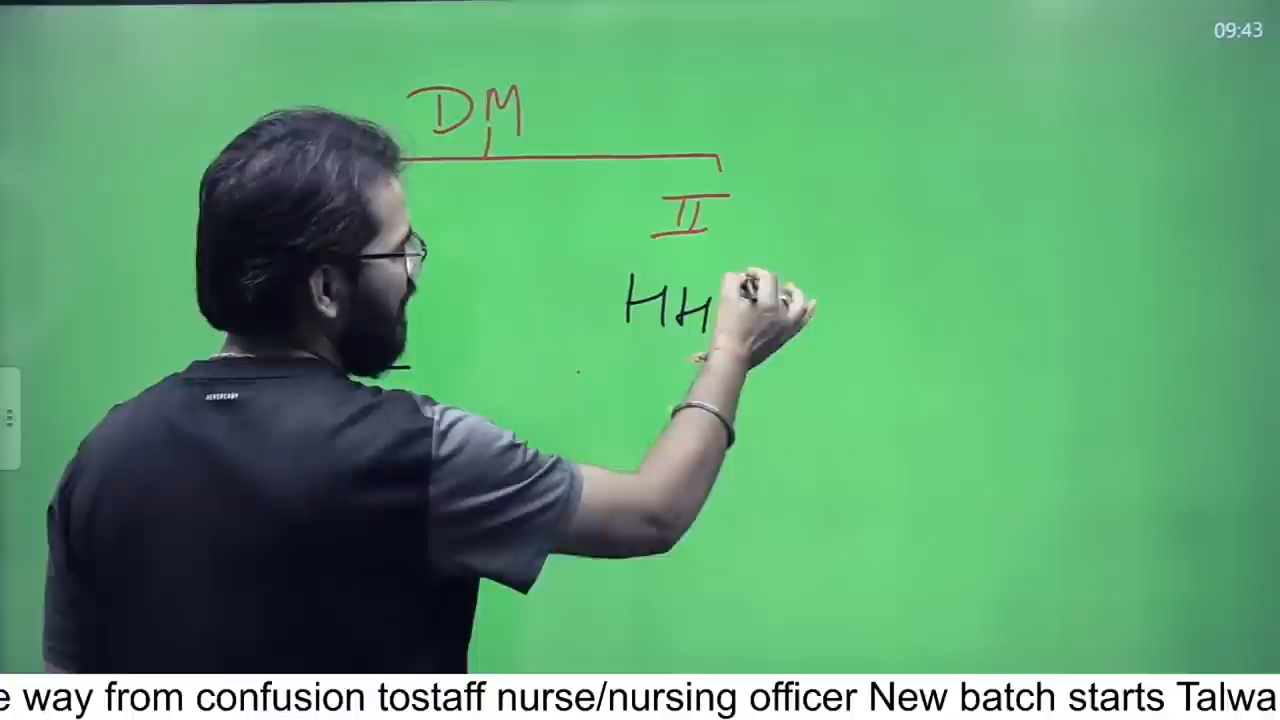 09:43
DM
II
HH
e way from confusion tostaff nurse/nursing officer New batch starts Talwa